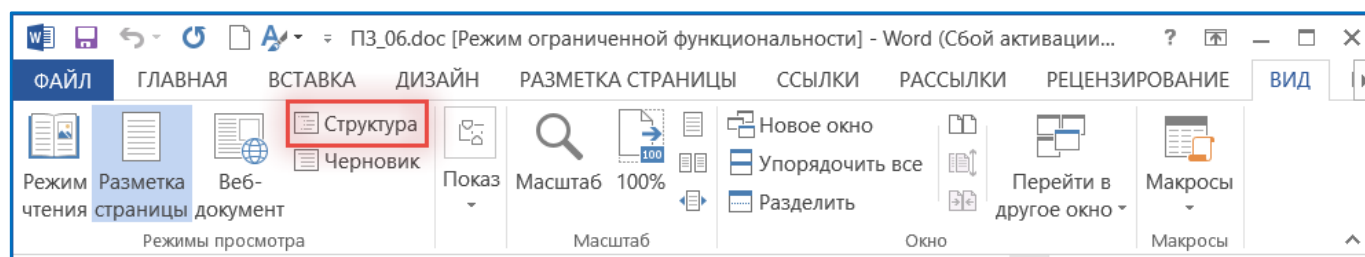 ПЗ_06.doc [Режим ограниченной функциональности] - Word (Сбой активации...
ФАЙЛ ГЛАВНАЯ ВСТАВКА ДИЗАЙН РАЗМЕТКА СТРАНИЦЫ ССЫЛКИ РАССЫЛКИ РЕЦЕНЗИРОВАНИЕ ВИД
Режим чтения
Разметка страницы
Веб-документ
Структура
Черновик
Режимы просмотра
Показ
Масштаб
100
100%
Масштаб
Новое окно
Упорядочить все
Разделить
Перейти в
другое окно
Окно
Макросы
Макросы